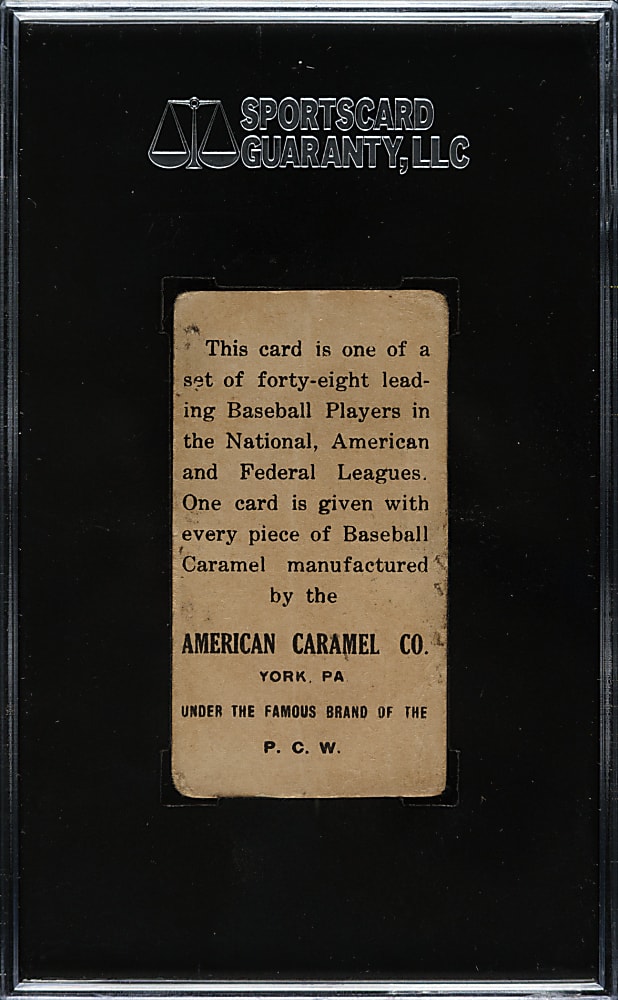 SPORTSCARD
GUARANTY, LLC
This card is one of a
set of forty-eight lead-
ing Baseball Players in
the National, American
and Federal Leagues.
One card is given with
every piece of Baseball
Caramel manufactured
by the
AMERICAN CARAMEL CO.
YORK, PA
UNDER THE FAMOUS BRAND OF THE
P. C. W.